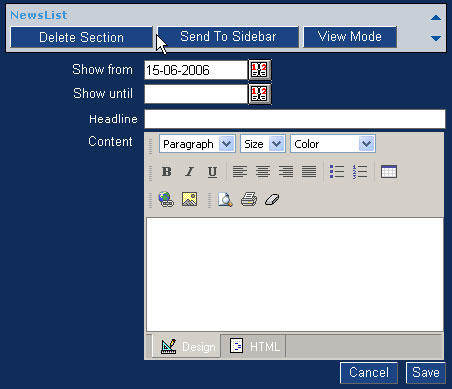 NewsList
Delete Section Send To Sidebar View Mode
Show from 15-06-2006
Show until
Headline
Content Paragraph Size Color
B I U
Design HTML
Cancel Save